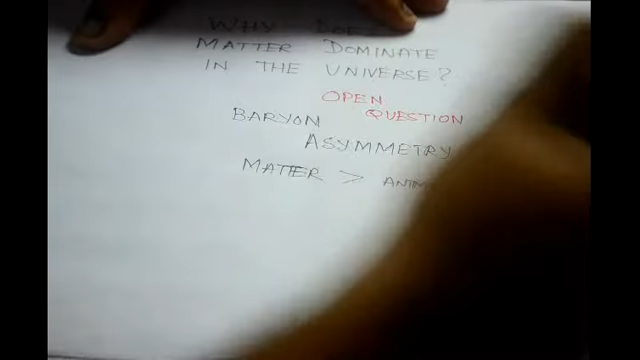 WHY
MATTER DOMINATE
IN THE UNIVERSE?
OPEN
QUESTION
BARYON
ASYMMETRY
MATTER >